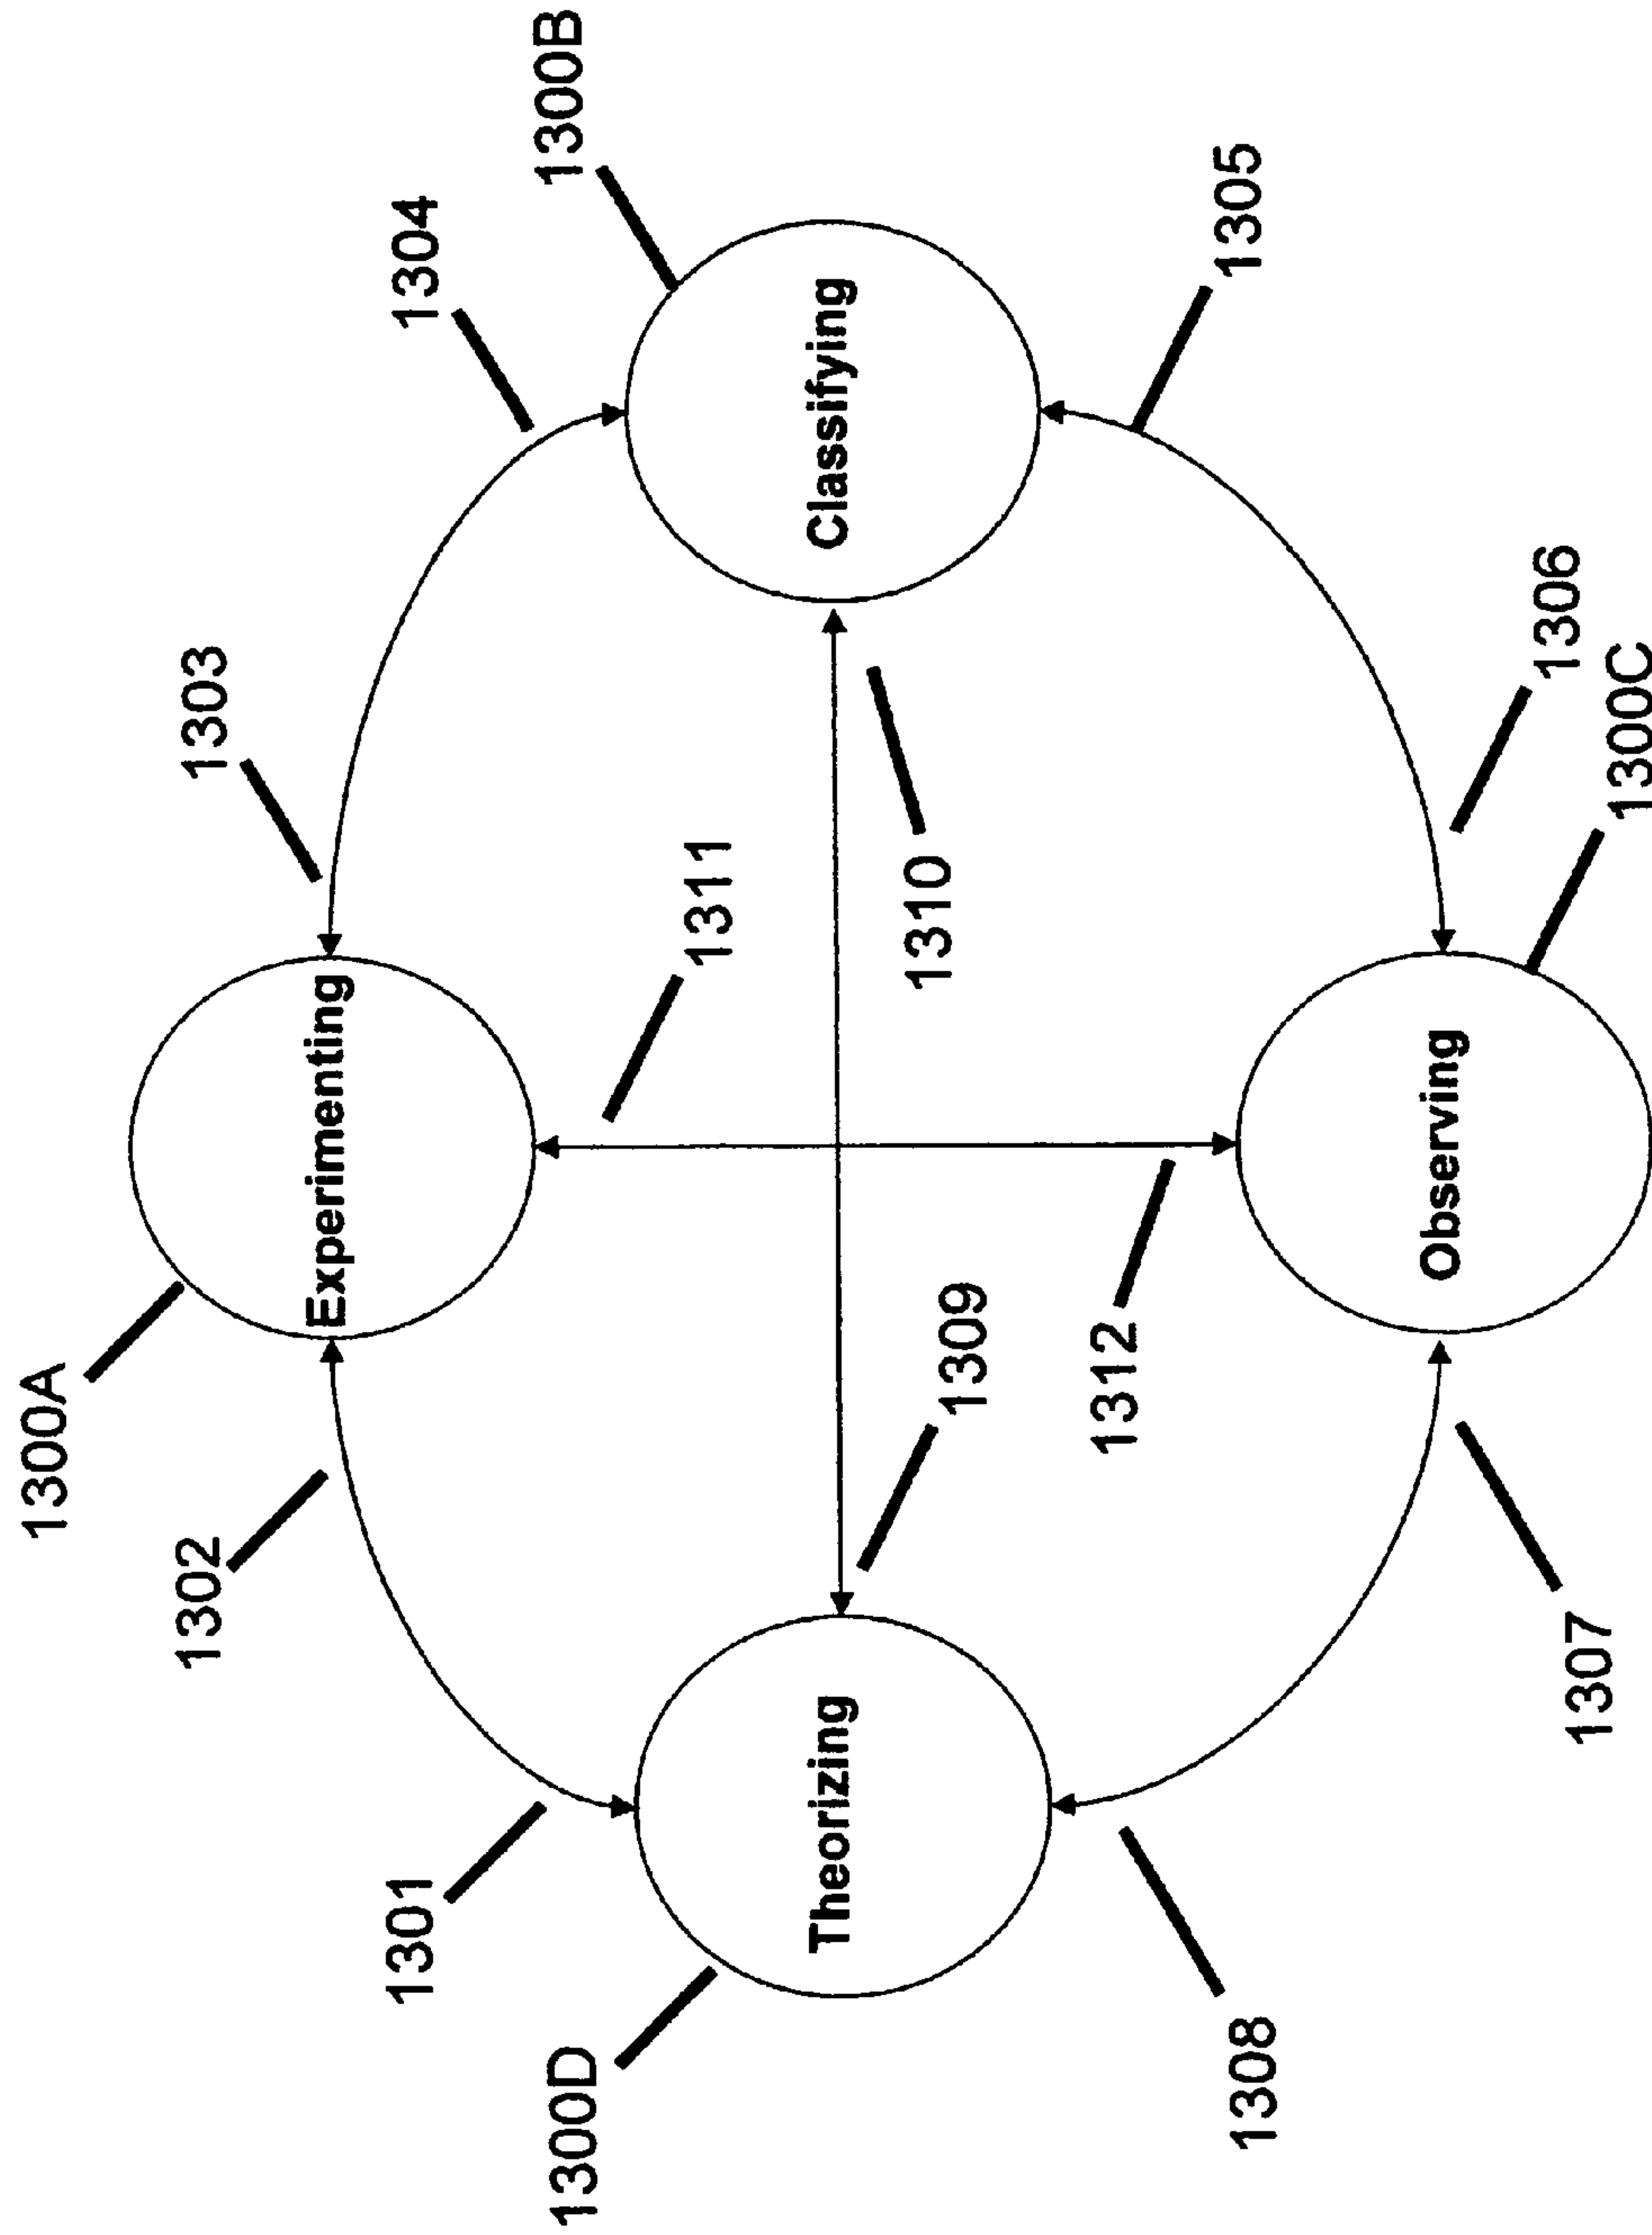 1300A
1302
1303
Experimenting
1301
1304
1311
1300D
1300B
Theorizing
Classifying
1309
1310
1312
1308
1305
Observing
1307
1306
1300C